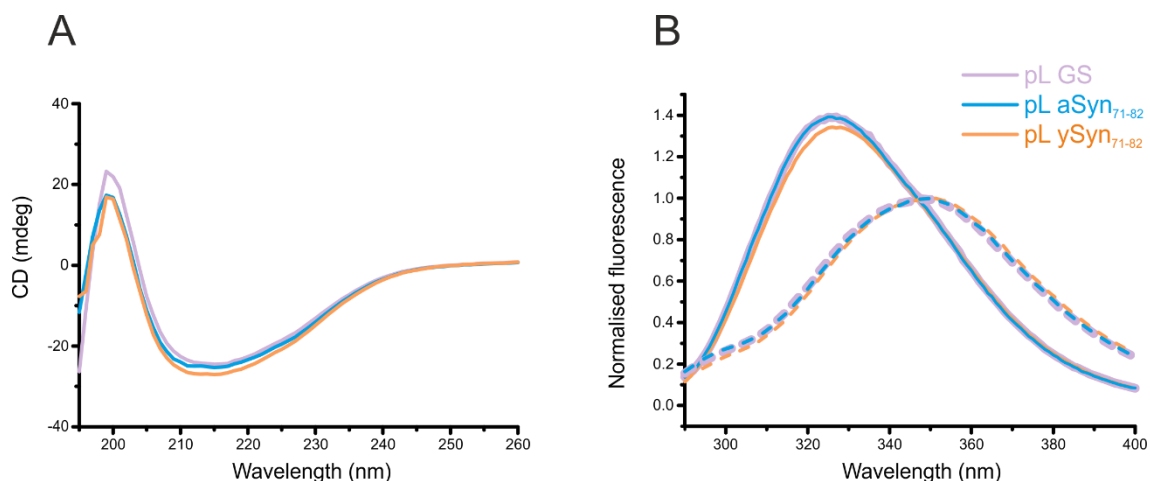 A
CD (mdeg)
40
20
0
-20
-40
200 210 220 230 240 250 260
Wavelength (nm)
B
pL GS
pL aSyn71-82
pL ySyn71-82
Normalised fluorescence
1.4
1.2
1.0
0.8
0.6
0.4
0.2
0.0
300 320 340 360 380 400
Wavelength (nm)